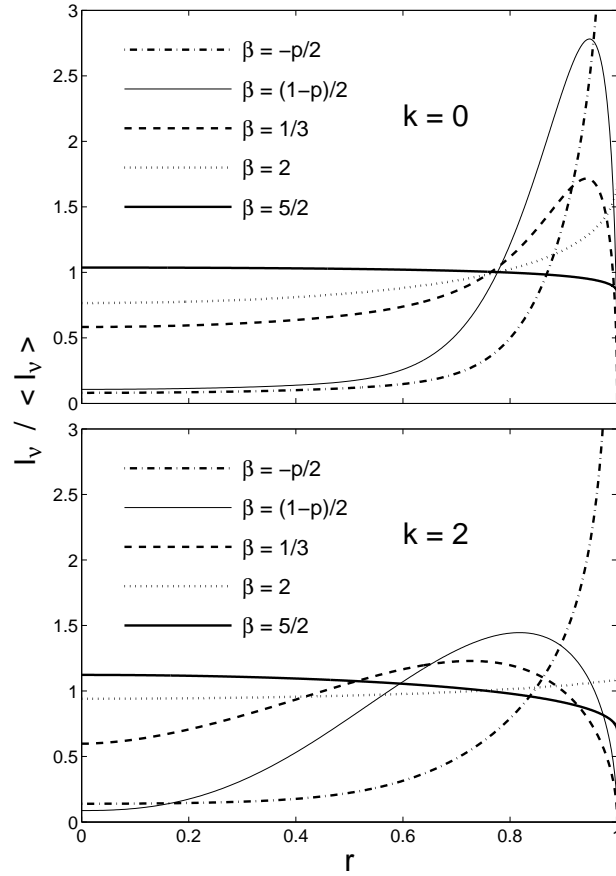 3
2.5
2
1.5
1
0.5
0
β = −p/2
β = (1−p)/2
β = 1/3
β = 2
β = 5/2
k = 0
I_ν / < I_ν >
3
2.5
2
1.5
1
0.5
0
β = −p/2
β = (1−p)/2
β = 1/3
β = 2
β = 5/2
k = 2
0 0.2 0.4 0.6 0.8 1
r